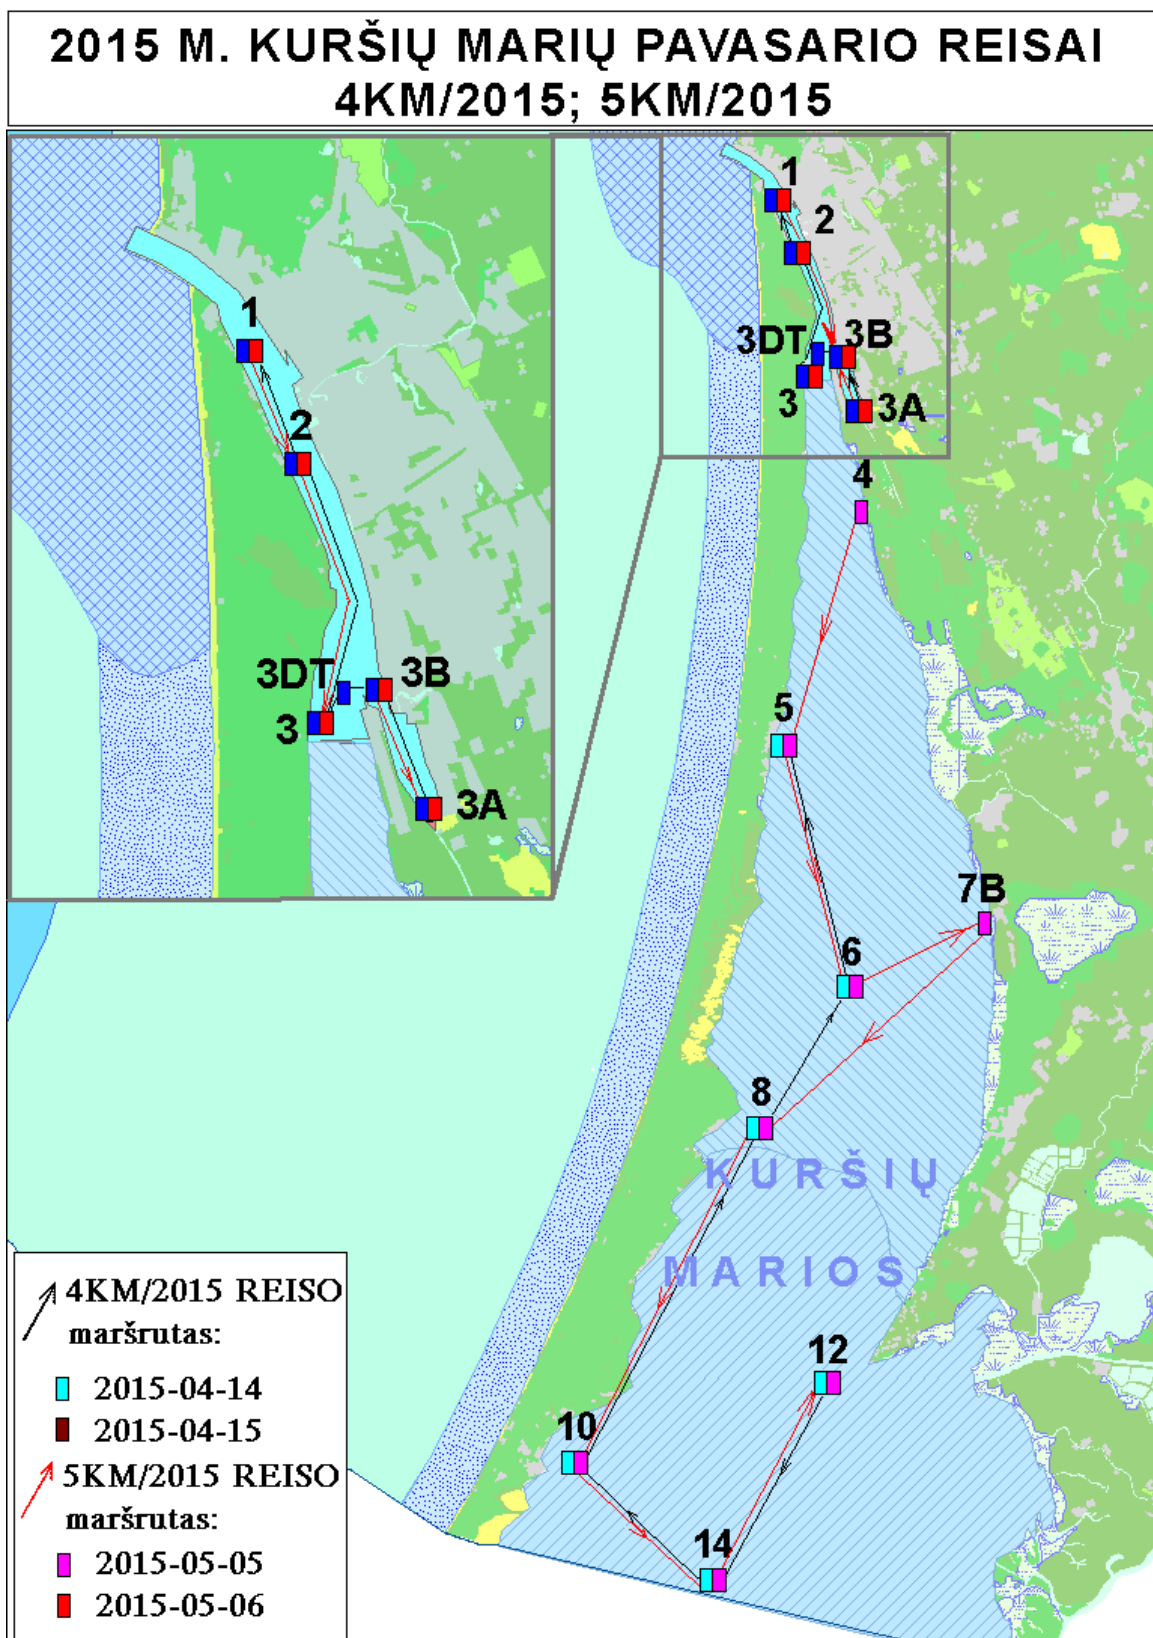 2015 M. KURŠIŲ MARIŲ PAVASARIO REISAI
4KM/2015; 5KM/2015
1
2
3DT
3B
3
3A
4
1
2
3DT
3B
3
3A
5
7B
6
8
KURŠIŲ
MARIOS
12
10
14
4KM/2015 REISO
maršrutas:
2015-04-14
2015-04-15
5KM/2015 REISO
maršrutas:
2015-05-05
2015-05-06